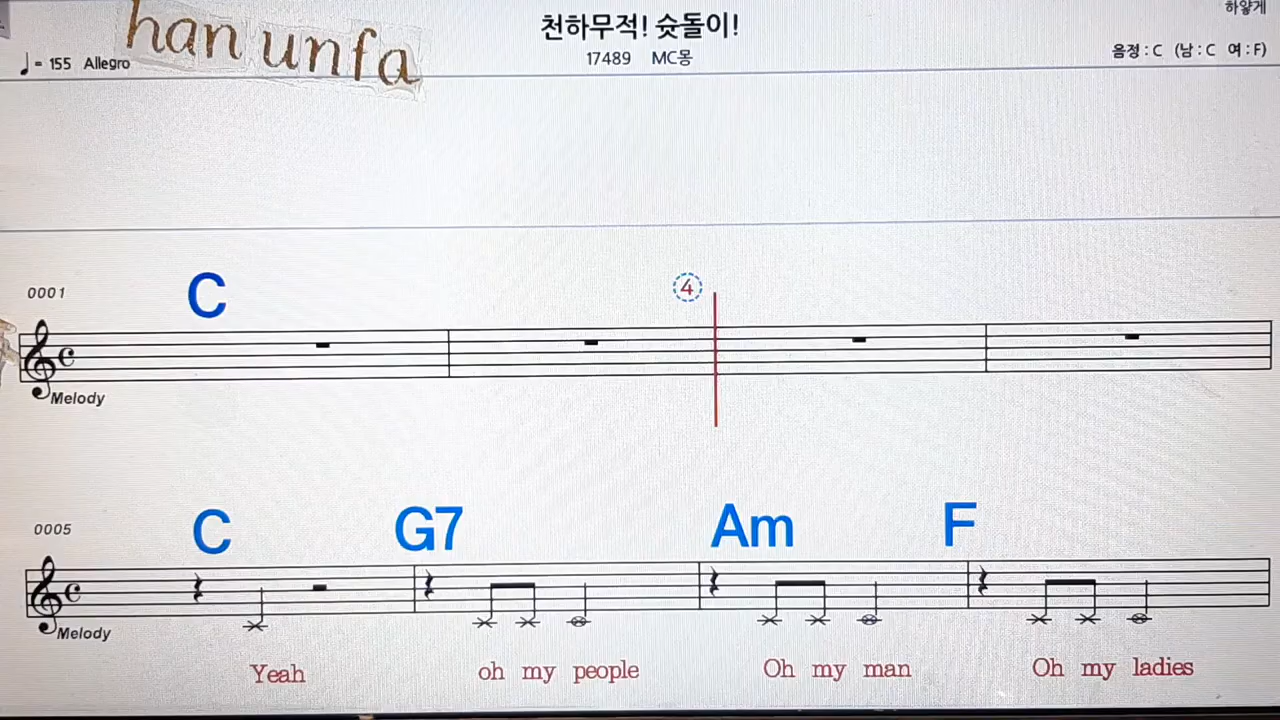 han unfa
천하무적! 슛돌이!
하얗게
♩ = 155 Allegro
17489 MC몽
음정 : C (남 : C 여 : F)
0001
C
4
Melody
0005
C G7 Am F
Melody
Yeah oh my people Oh my man Oh my ladies